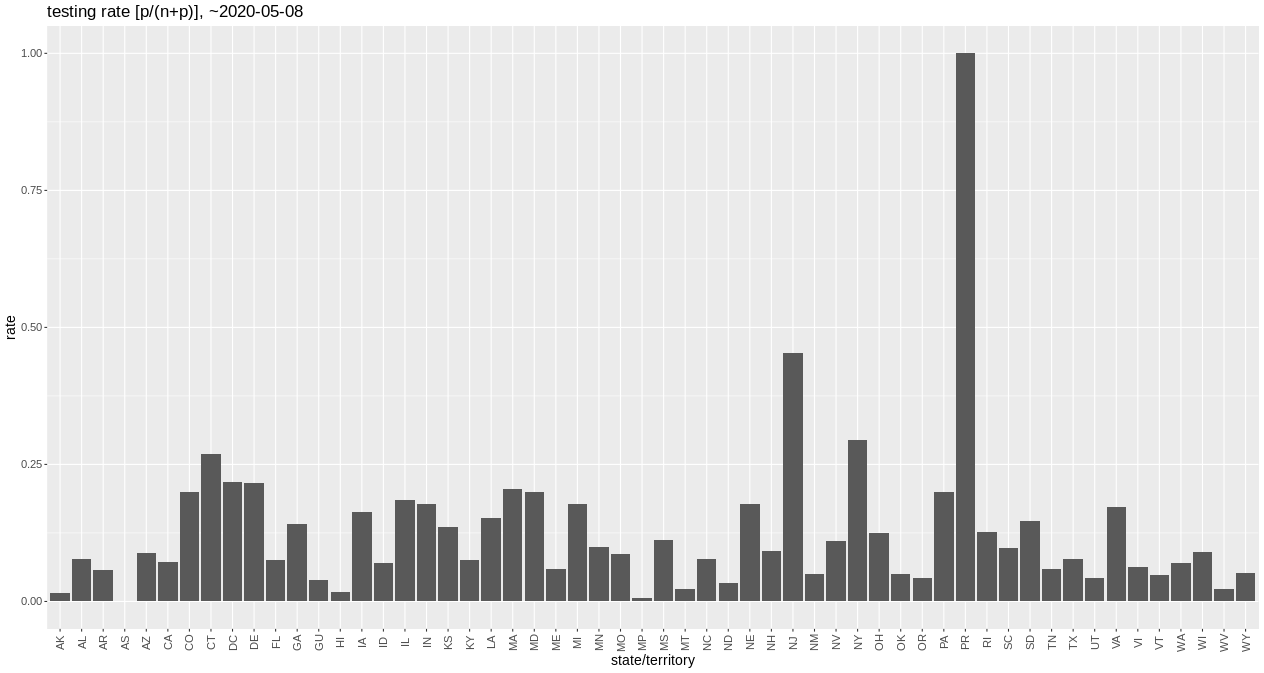 testing rate [p/(n+p)], ~2020-05-08
rate
1.00
0.75
0.50
0.25
0.00
AK AL AR AS AZ CA CO CT DC DE FL GA GU HI IA ID IL IN KS KY LA MA MD ME MI MN MO MP MS MT NC ND NE NH NJ NM NV NY OH OK OR PA PR RI SC SD TN TX UT VA VI VT WA WI WV WY
state/territory